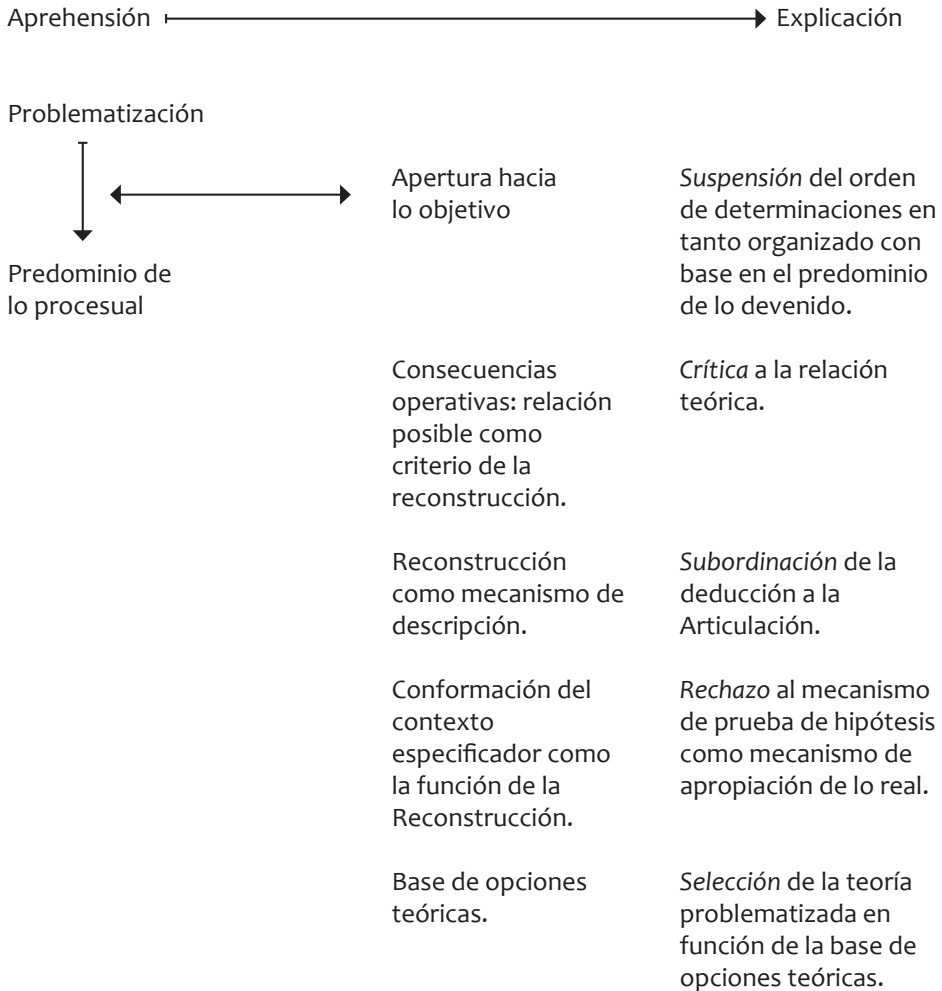 Aprehensión
Explicación
Problematización
Predominio de
lo procesual
Apertura hacia
lo objetivo
Suspensión del orden
de determinaciones en
tanto organizado con
base en el predominio
de lo devenido.
Consecuencias
operativas: relación
posible como
criterio de la
reconstrucción.
Crítica a la relación
teórica.
Reconstrucción
como mecanismo de
descripción.
Subordinación de la
deducción a la
Articulación.
Conformación del
contexto
especificador como
la función de la
Reconstrucción.
Rechazo al mecanismo
de prueba de hipótesis
como mecanismo de
apropiación de lo real.
Base de opciones
teóricas.
Selección de la teoría
problematizada en
función de la base de
opciones teóricas.